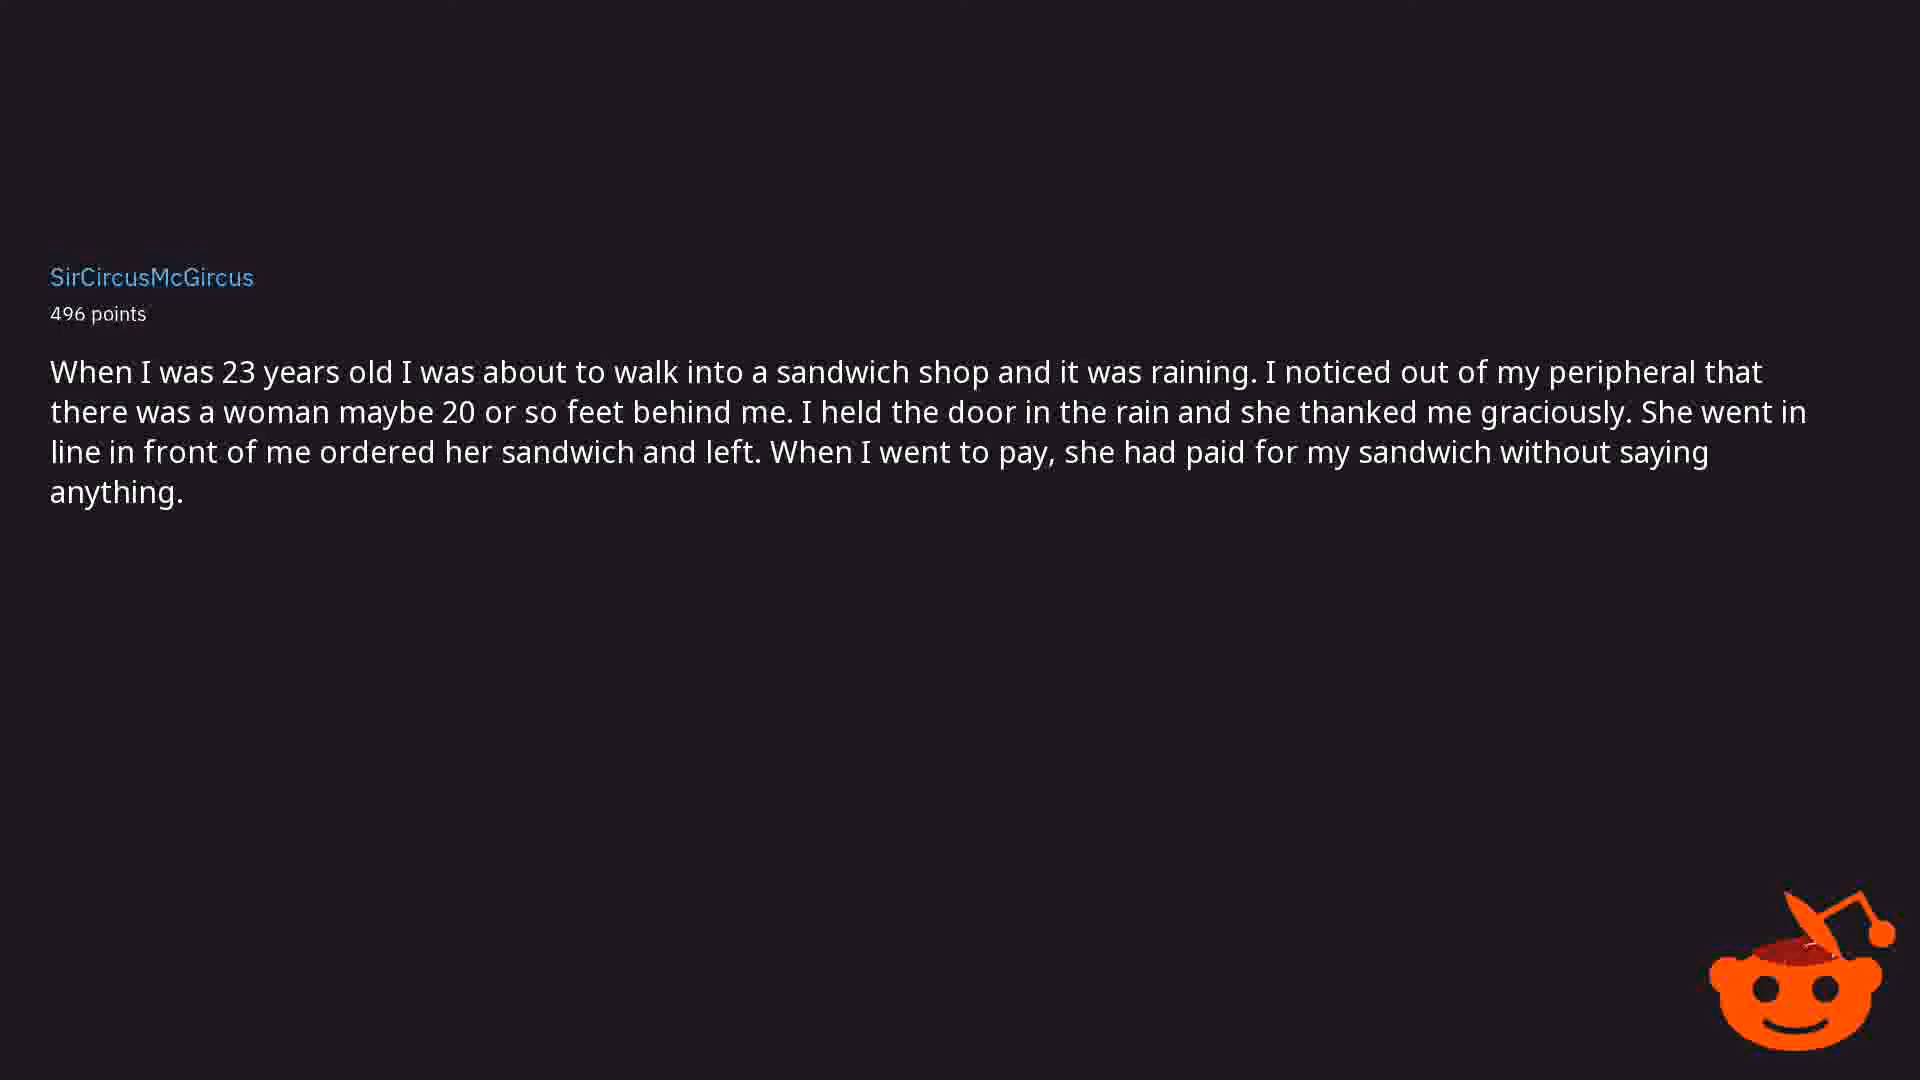 SirCircusMcGircus
496 points
When I was 23 years old I was about to walk into a sandwich shop and it was raining. I noticed out of my peripheral that
there was a woman maybe 20 or so feet behind me. I held the door in the rain and she thanked me graciously. She went in
line in front of me ordered her sandwich and left. When I went to pay, she had paid for my sandwich without saying
anything.